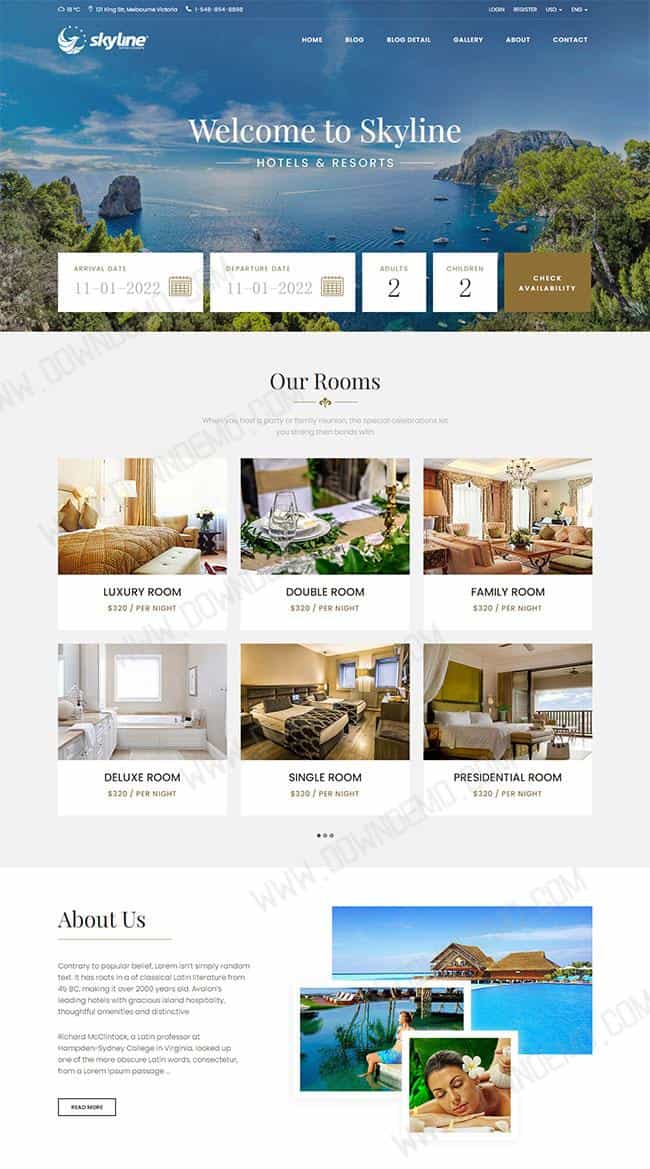 18 °C 121 King Str, Melbourne Victoria 1-548-854-8898 LOGIN REGISTER USD ENG
skyline HOME BLOG BLOG DETAIL GALLERY ABOUT CONTACT
Welcome to Skyline
HOTELS & RESORTS
ARRIVAL DATE DEPARTURE DATE ADULTS CHILDREN CHECK
11-01-2022 11-01-2022 2 2 AVAILABILITY
Our Rooms
When you host a party or family reunion, the special celebrations let
you streng then bonds with
LUXURY ROOM DOUBLE ROOM FAMILY ROOM
$320 / PER NIGHT $320 / PER NIGHT $320 / PER NIGHT
DELUXE ROOM SINGLE ROOM PRESIDENTIAL ROOM
$320 / PER NIGHT $320 / PER NIGHT $320 / PER NIGHT
About Us
Contrary to popular belief, Lorem Isn't simply random
text. It has roots in a of classical Latin literature from
45 BC, making it over 2000 years old. Avalon's
leading hotels with gracious island hospitality,
thoughtful amenities and distinctive
Richard McClintock, a Latin professor at
Hampden-Sydney College in Virginia, looked up
one of the more obscure Latin words, consectetur,
from a Lorem Ipsum passage ...
READ MORE
WWW.DOWNDEMO.COM